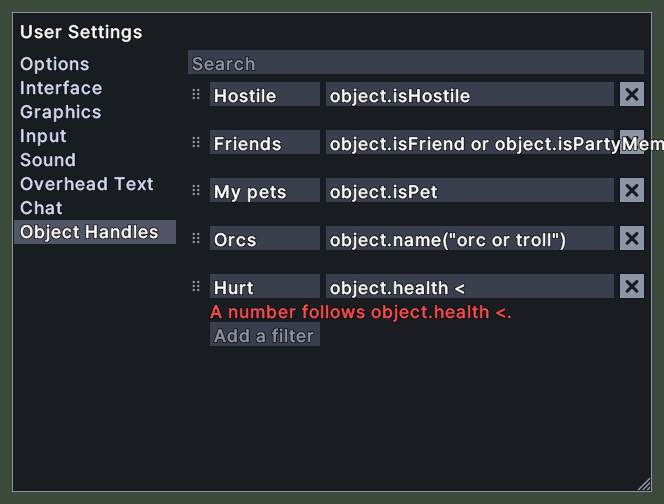 User Settings
Options
Interface
Graphics
Input
Sound
Overhead Text
Chat
Object Handles
Search
Hostile object.isHostile
Friends object.isFriend or object.isPartyMem
My pets object.isPet
Orcs object.name("orc or troll")
Hurt object.health <
A number follows object.health <.
Add a filter